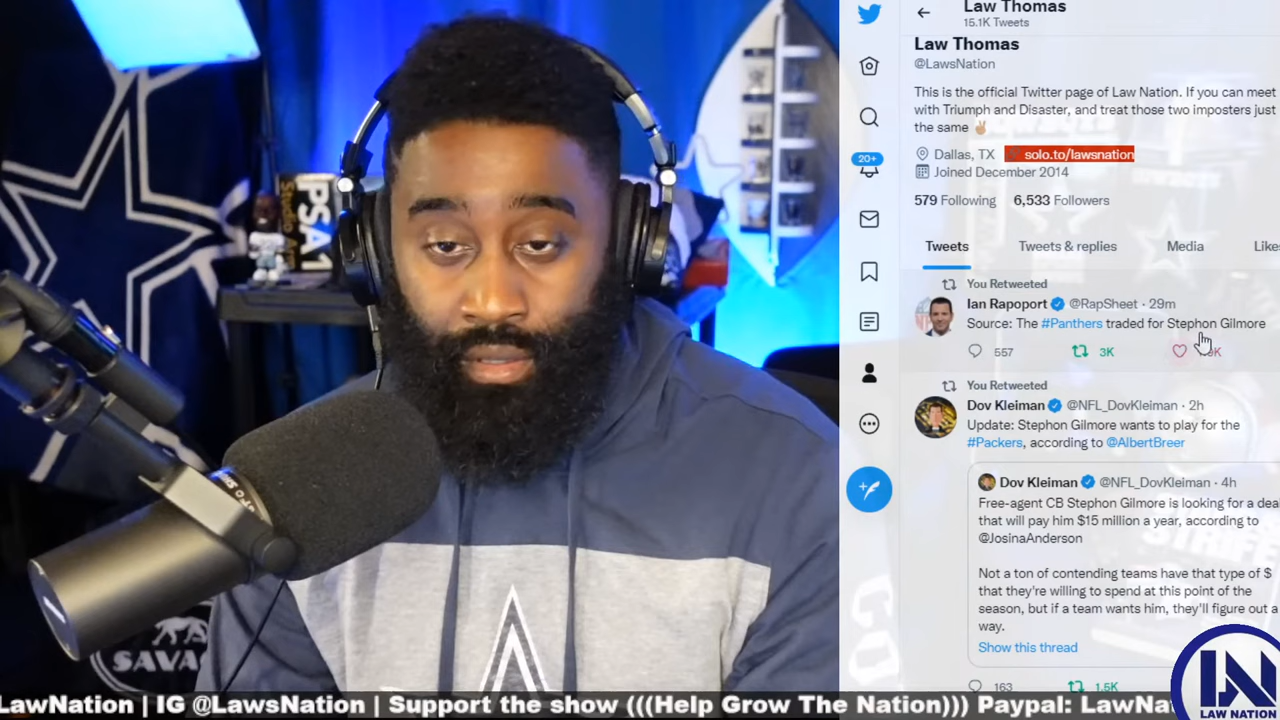 Law Thomas
15.1K Tweets
Law Thomas
@LawsNation
This is the official Twitter page of Law Nation. If you can meet
with Triumph and Disaster, and treat those two imposters just
the same ✌🏽
Dallas, TX solo.to/lawsnation
Joined December 2014
579 Following 6,533 Followers
20+
Tweets Tweets & replies Media
You Retweeted
Ian Rapoport @RapSheet · 29m
Source: The #Panthers traded for Stephon Gilmore
557 3K
You Retweeted
Dov Kleiman @NFL_DovKleiman · 2h
Update: Stephon Gilmore wants to play for the
#Packers, according to @AlbertBreer
Dov Kleiman @NFL_DovKleiman · 4h
Free-agent CB Stephon Gilmore is looking for a dea
that will pay him $15 million a year, according to
@JosinaAnderson
Not a ton of contending teams have that type of $
that they're willing to spend at this point of the
season, but if a team wants him, they'll figure out a
way.
Show this thread
163 1.5K
PSA1
Studio
SAVA
LAW NATION
LawNation | IG @LawsNation | Support the show (((Help Grow The Nation))) Paypal: LawNa